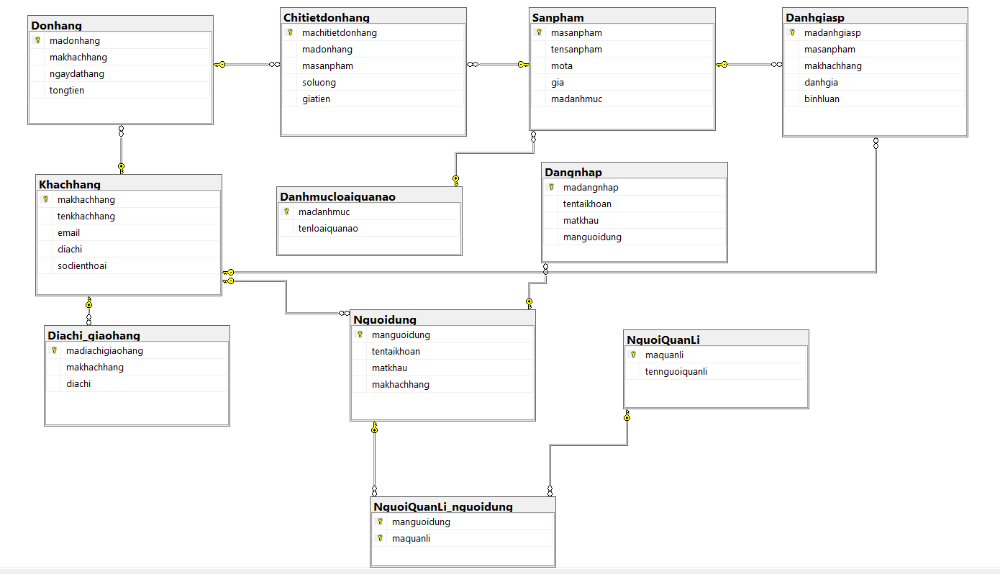 Donhang
madonhang
makhachhang
ngaydathang
tongtien
Chitietdonhang
machitietdonhang
madonhang
masanpham
soluong
giatien
Sanpham
masanpham
tensanpham
mota
gia
madanhmuc
Danhgiasp
madanhgiasp
masanpham
makhachhang
danhgia
binhluan
Khachhang
makhachhang
tenkhachhang
email
diachi
sodienthoai
Danhmucloaiquanao
madanhmuc
tenloaiquanao
Dangnhap
madangnhap
tentaikhoan
matkhau
manguoidung
Diachi_giaohang
madiachigiaohang
makhachhang
diachi
Nguoidung
manguoidung
tentaikhoan
matkhau
makhachhang
NguoiQuanLi
maquanli
tennguoiquanli
NguoiQuanLi_nguoidung
manguoidung
maquanli